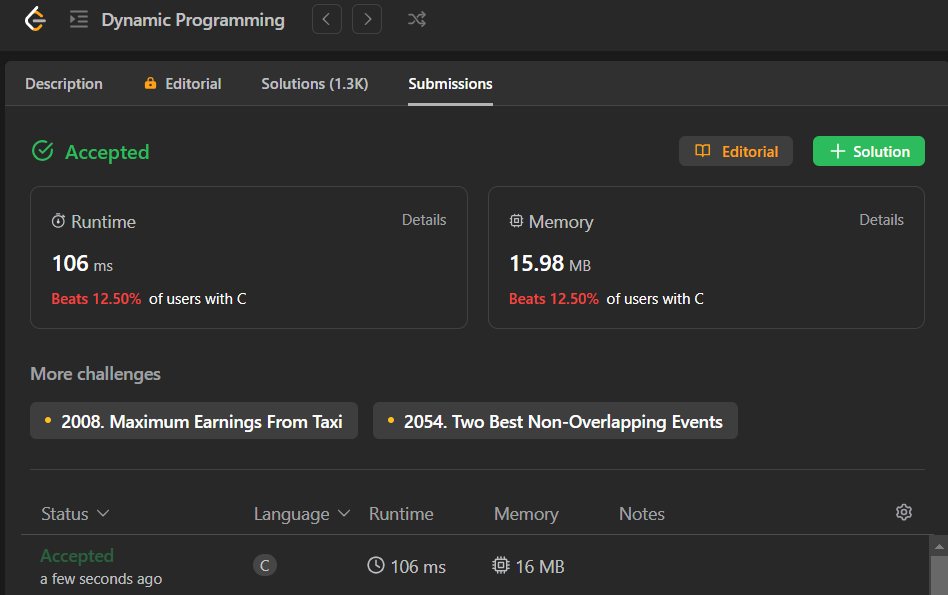 Dynamic Programming
Description Editorial Solutions (1.3K) Submissions
Accepted Editorial + Solution
Runtime Details Memory Details
106 ms 15.98 MB
Beats 12.50% of users with C Beats 12.50% of users with C
More challenges
2008. Maximum Earnings From Taxi 2054. Two Best Non-Overlapping Events
Status Language Runtime Memory Notes
Accepted
a few seconds ago C 106 ms 16 MB